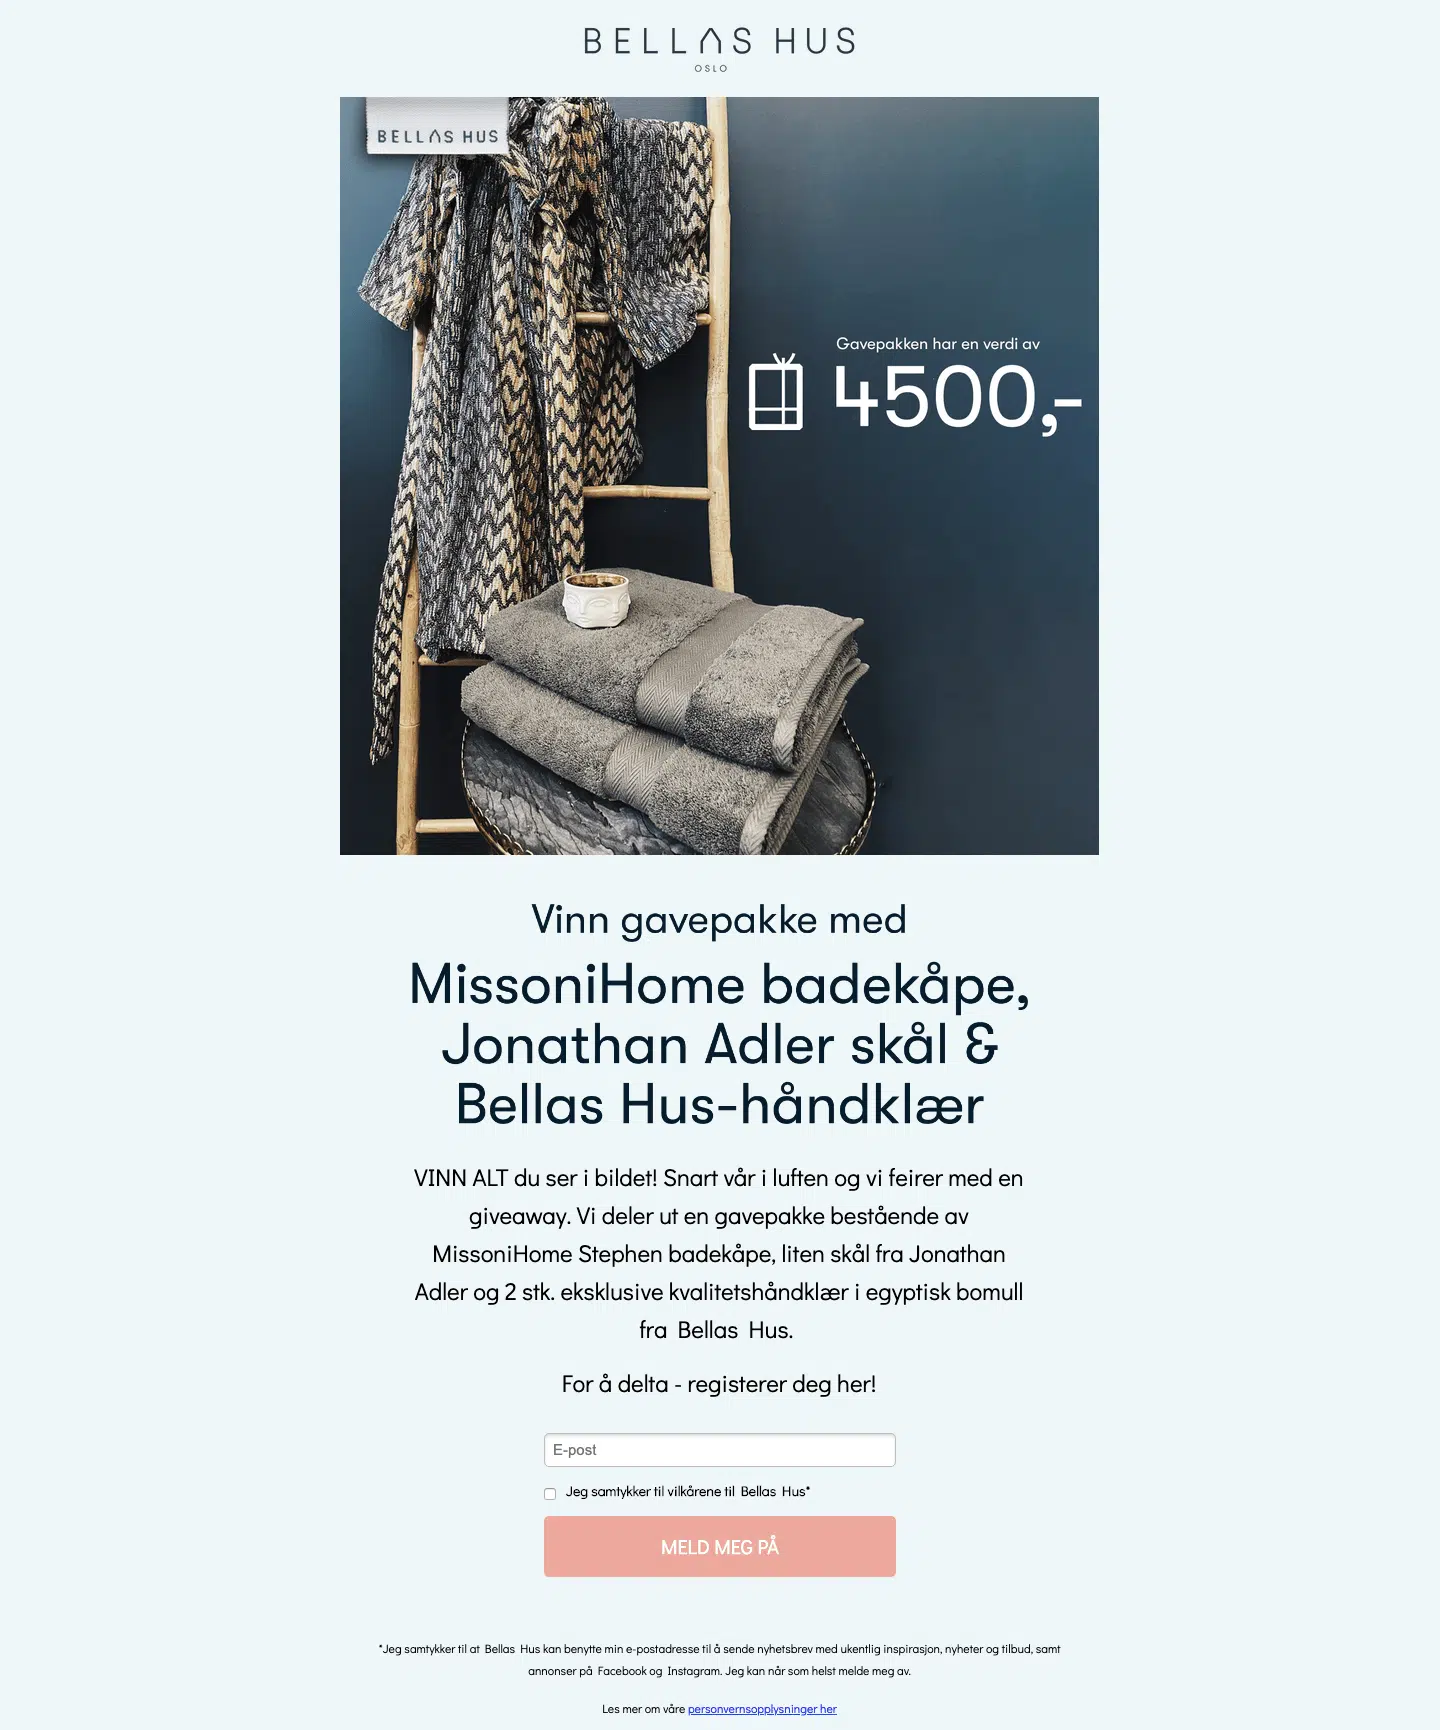 BELLAS HUS
OSLO
BELLAS HUS
Gavepakken har en verdi av
4500,-
Vinn gavepakke med
MissoniHome badekåpe,
Jonathan Adler skål &
Bellas Hus-håndklær
VINN ALT du ser i bildet! Snart vår i luften og vi feirer med en
giveaway. Vi deler ut en gavepakke bestående av
MissoniHome Stephen badekåpe, liten skål fra Jonathan
Adler og 2 stk. eksklusive kvalitetshåndklær i egyptisk bomull
fra Bellas Hus.
For å delta - registerer deg her!
E-post
Jeg samtykker til vilkårene til Bellas Hus*
MELD MEG PÅ
*Jeg samtykker til at Bellas Hus kan benytte min e-postadresse til å sende nyhetsbrev med ukentlig inspirasjon, nyheter og tilbud, samt
annonser på Facebook og Instagram. Jeg kan når som helst melde meg av.
Les mer om våre personvernsopplysninger her